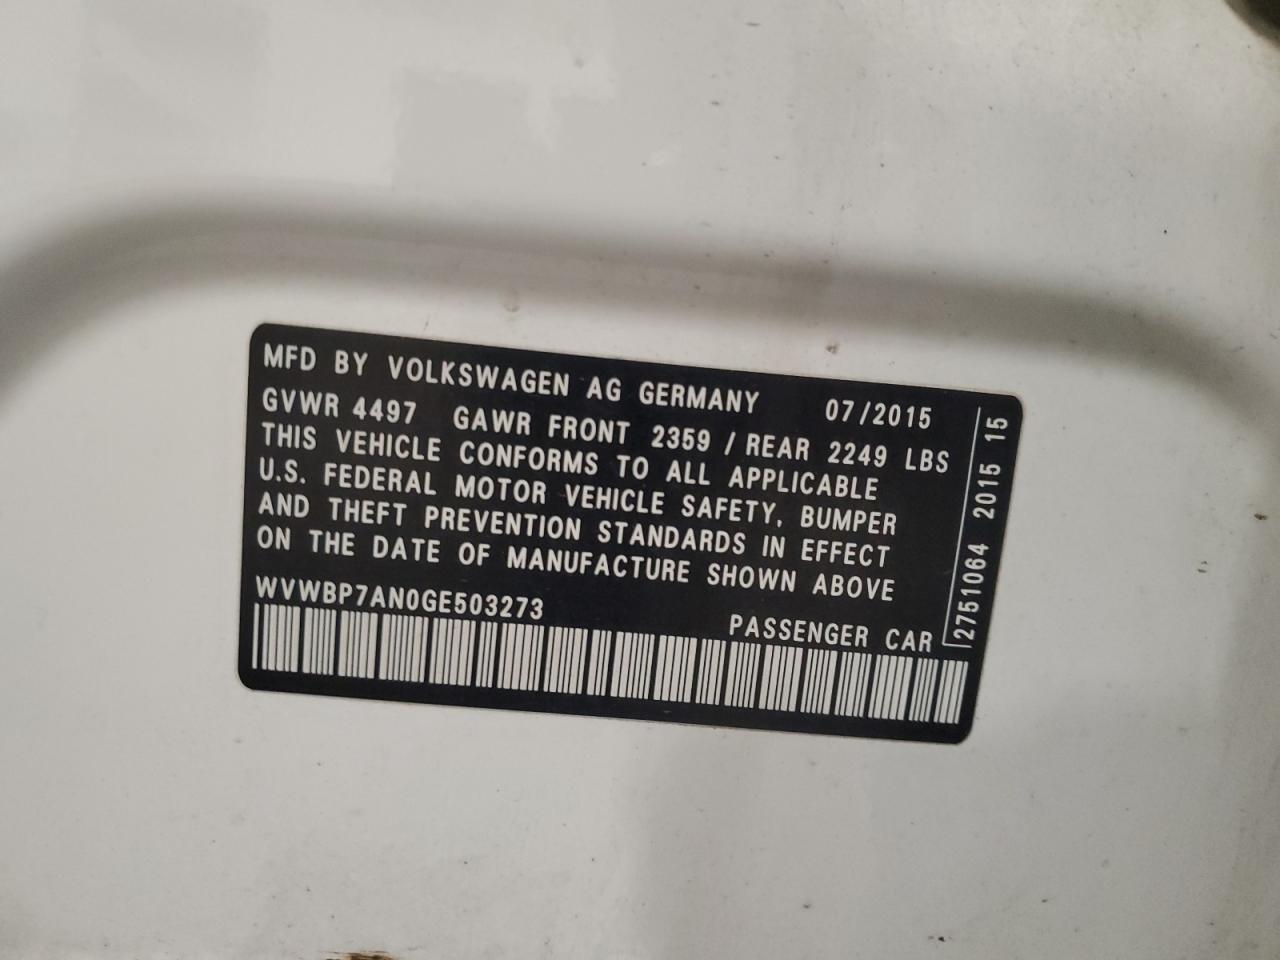 MFD BY VOLKSWAGEN AG GERMANY 07/2015
GVWR 4497 GAWR FRONT 2359 / REAR 2249 LBS
THIS VEHICLE CONFORMS TO ALL APPLICABLE
U.S. FEDERAL MOTOR VEHICLE SAFETY, BUMPER
AND THEFT PREVENTION STANDARDS IN EFFECT
ON THE DATE OF MANUFACTURE SHOWN ABOVE
WVWBP7AN0GE503273 PASSENGER CAR
2751064 2015 15